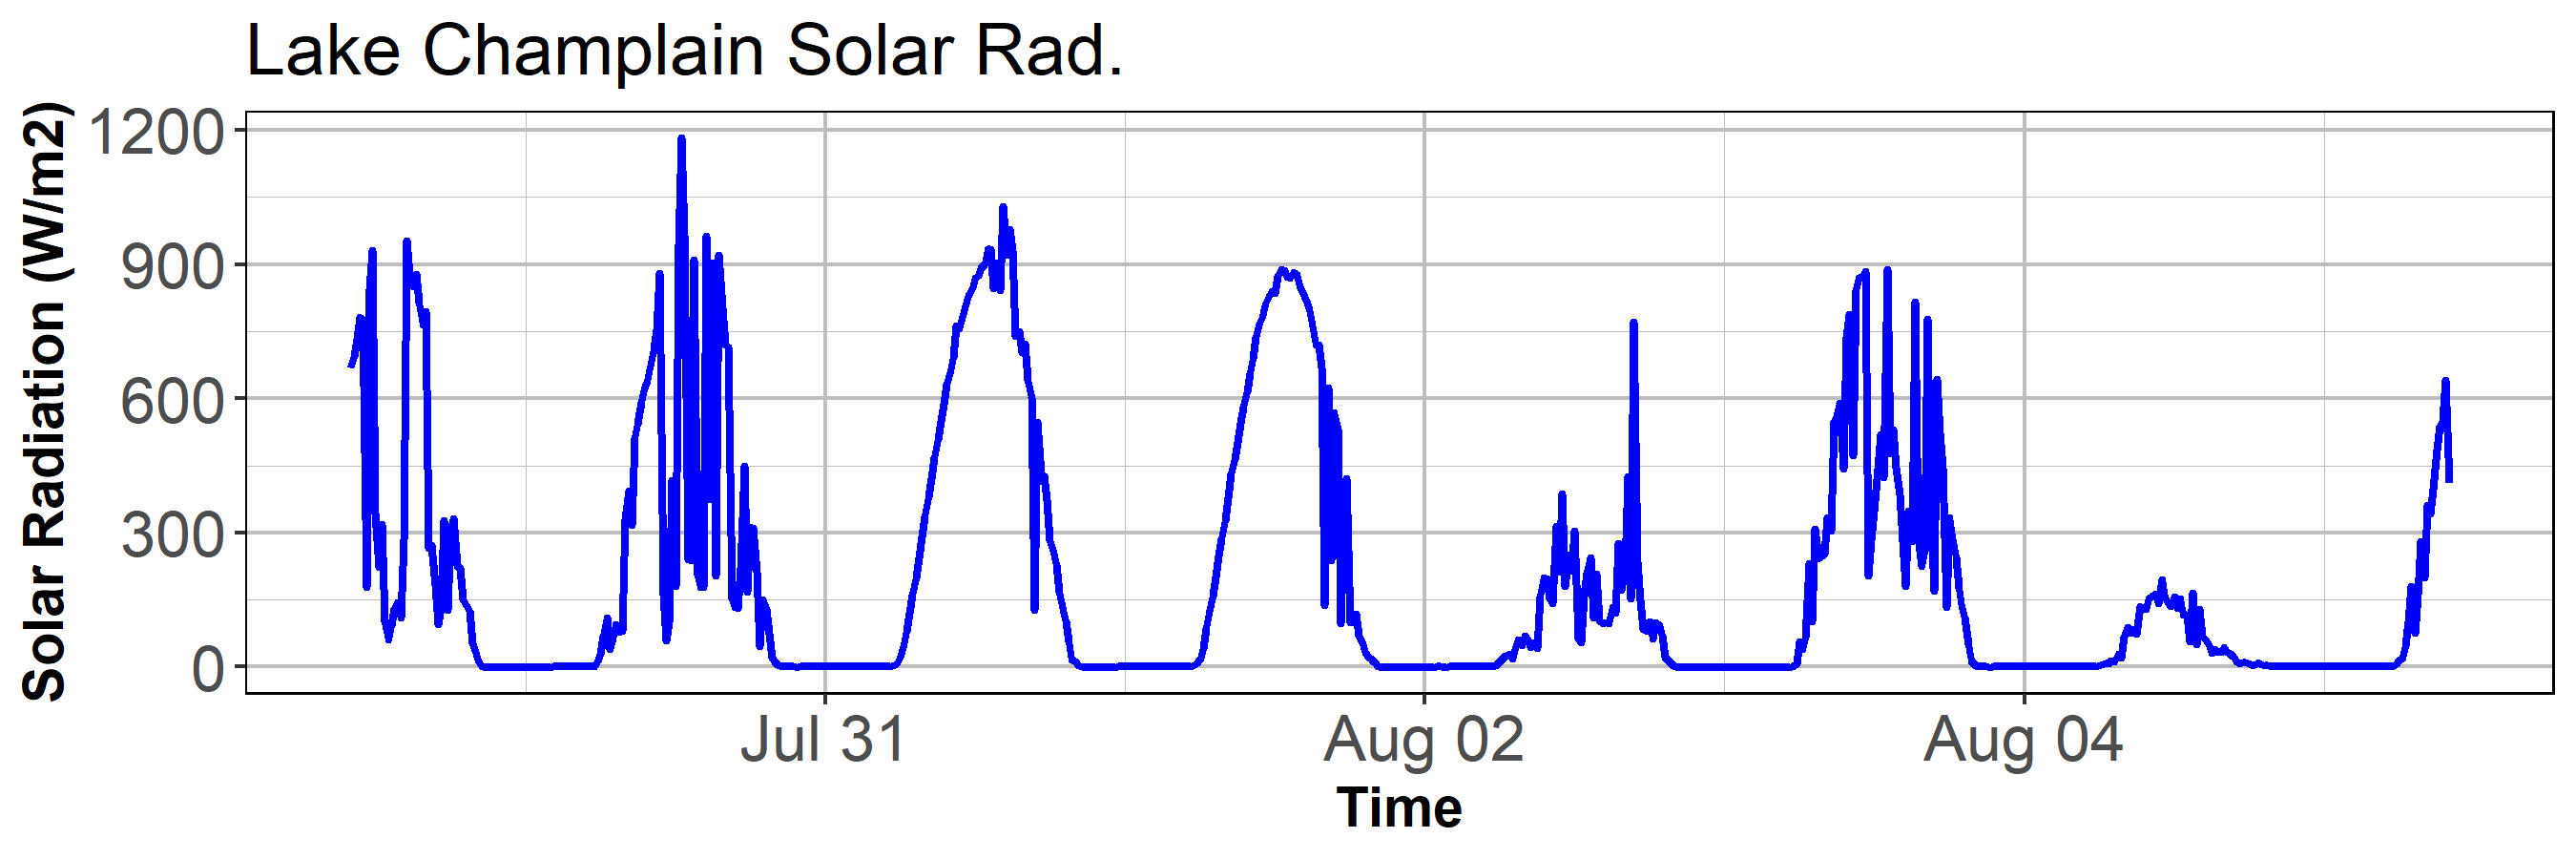 Lake Champlain Solar Rad.
Solar Radiation (W/m2)
1200
900
600
300
0
Jul 31 Aug 02 Aug 04
Time